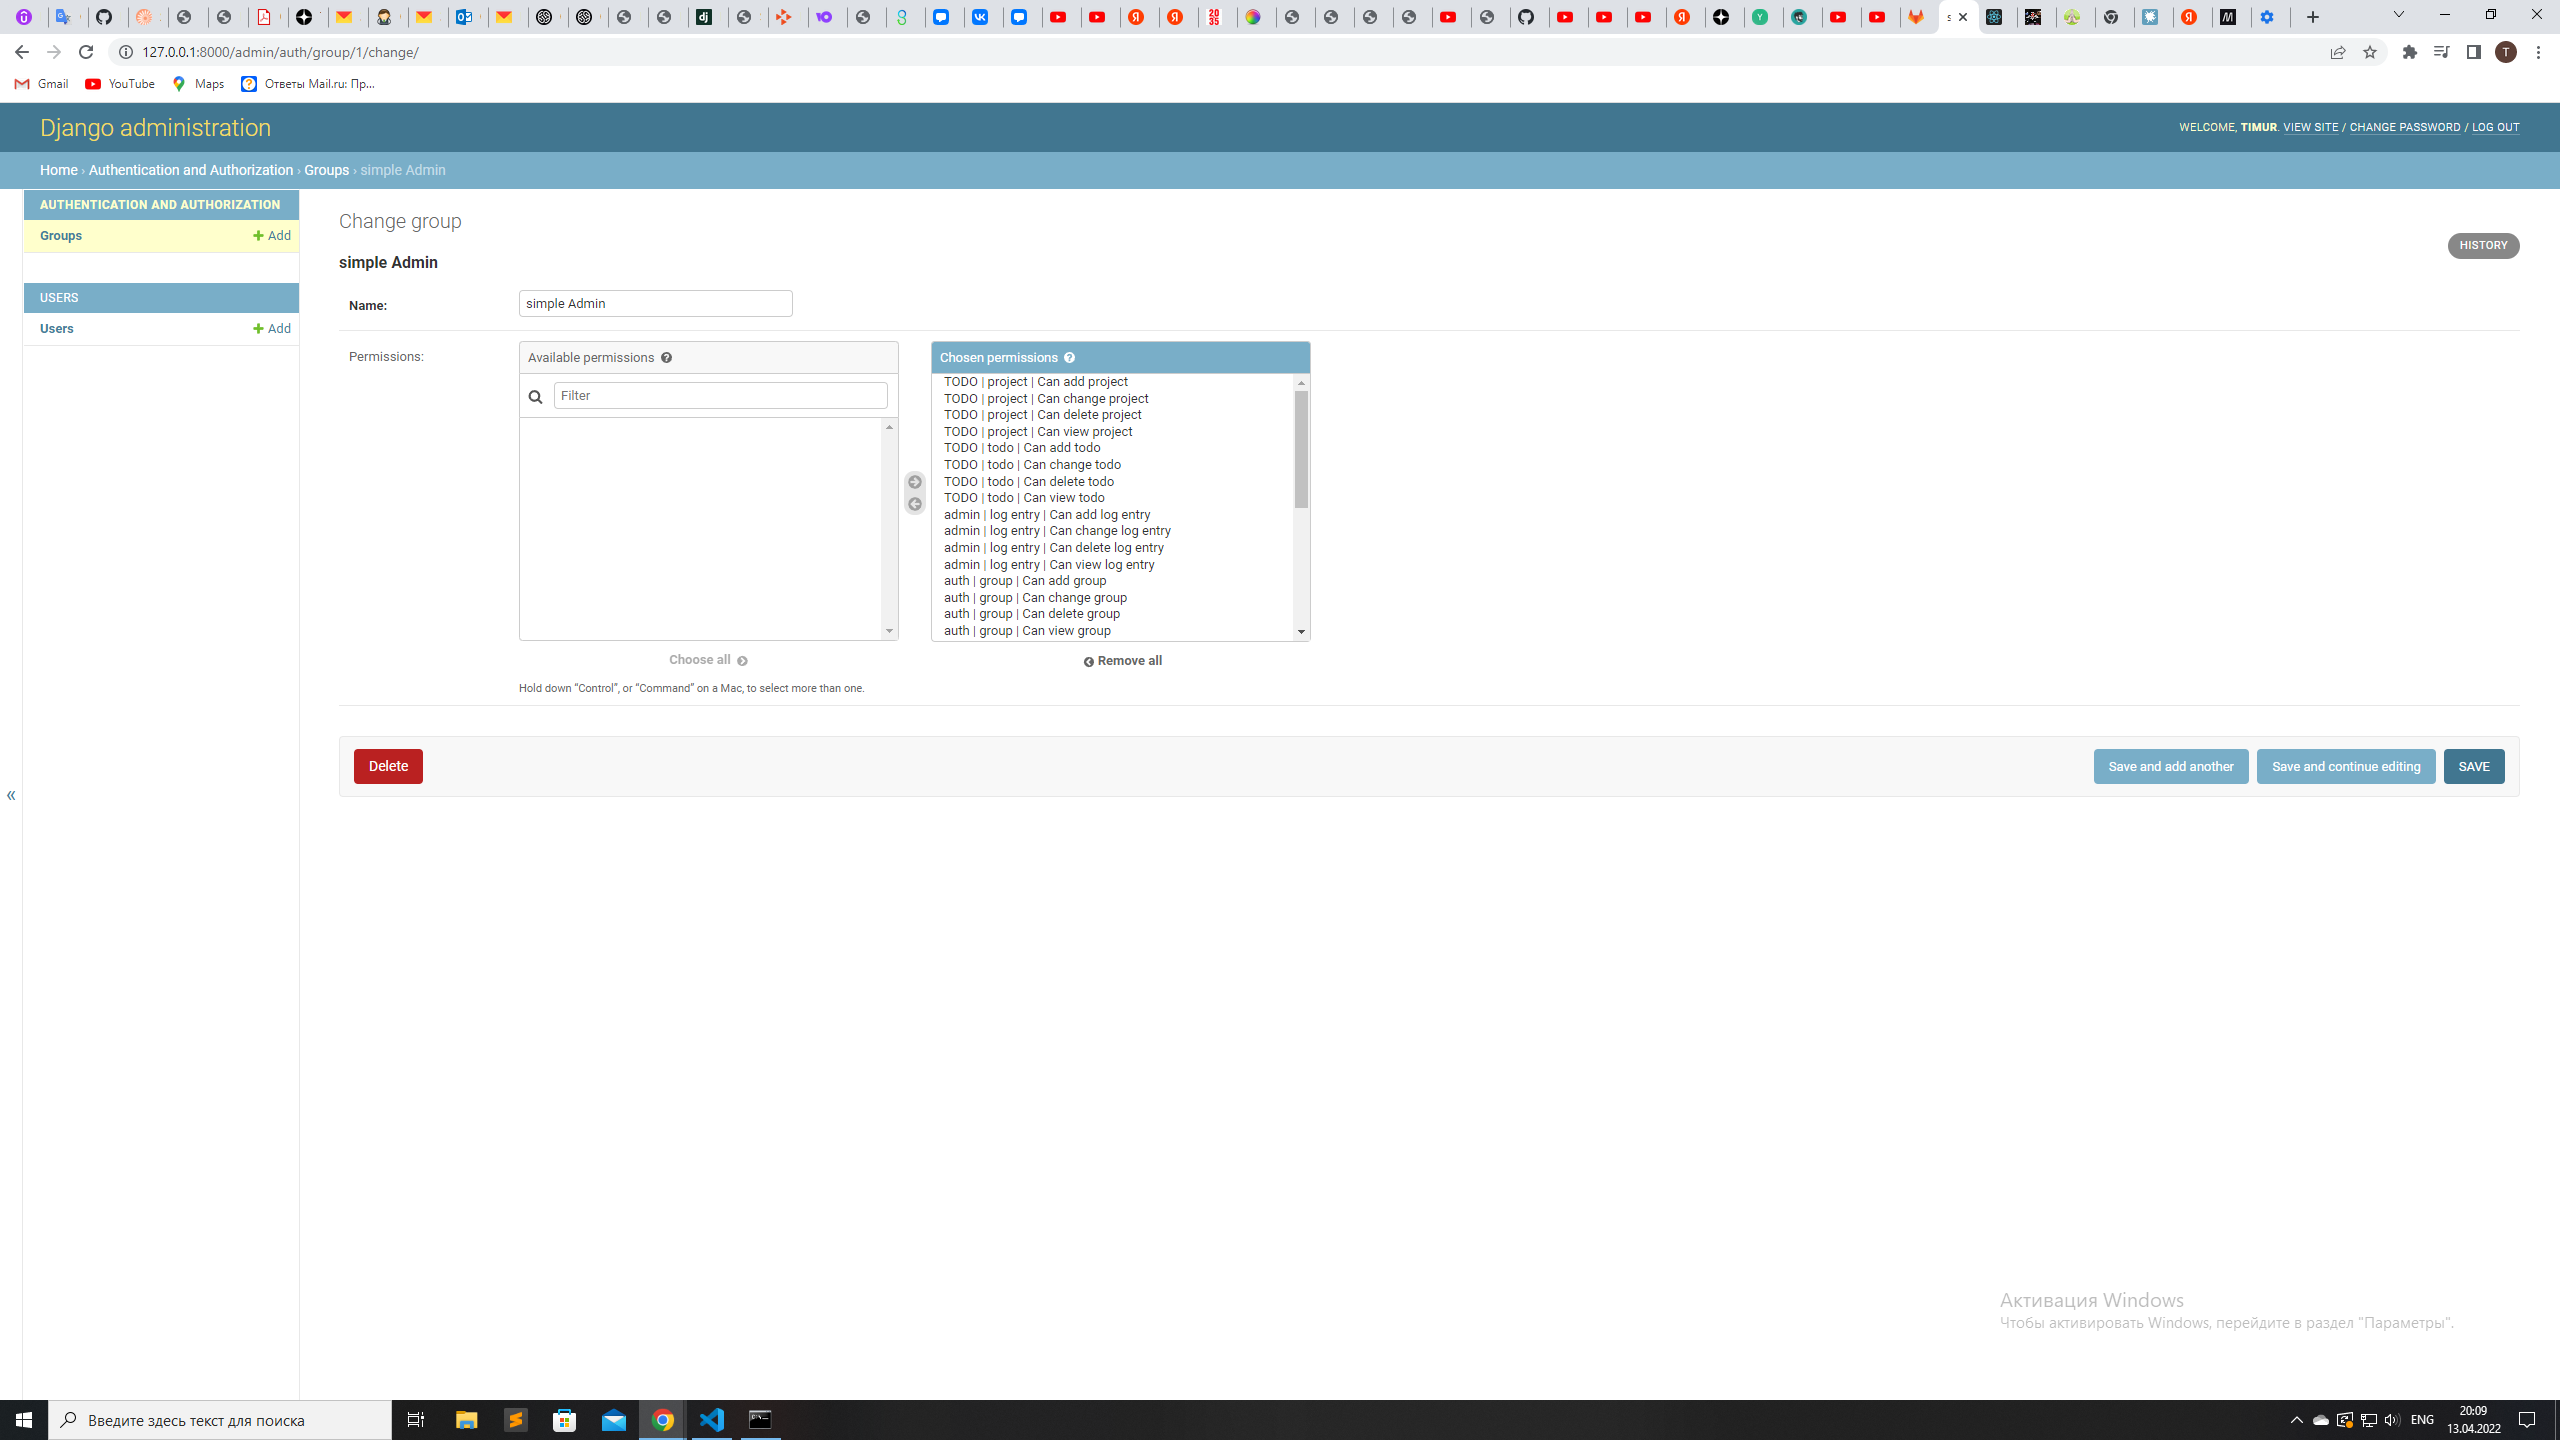 127.0.0.1:8000/admin/auth/group/1/change/
T
Gmail
YouTube
Maps
Ответы Mail.ru: Пр...
Django administration
WELCOME, TIMUR. VIEW SITE / CHANGE PASSWORD / LOG OUT
Home › Authentication and Authorization › Groups › simple Admin
AUTHENTICATION AND AUTHORIZATION
Groups
Add
USERS
Users
Add
«
Change group
HISTORY
simple Admin
Name:
simple Admin
Permissions:
Available permissions ?
Filter
Choose all
Chosen permissions ?
TODO | project | Can add project
TODO | project | Can change project
TODO | project | Can delete project
TODO | project | Can view project
TODO | todo | Can add todo
TODO | todo | Can change todo
TODO | todo | Can delete todo
TODO | todo | Can view todo
admin | log entry | Can add log entry
admin | log entry | Can change log entry
admin | log entry | Can delete log entry
admin | log entry | Can view log entry
auth | group | Can add group
auth | group | Can change group
auth | group | Can delete group
auth | group | Can view group
Remove all
Hold down “Control”, or “Command” on a Mac, to select more than one.
Delete
Save and add another
Save and continue editing
SAVE
Активация Windows
Чтобы активировать Windows, перейдите в раздел "Параметры".
Введите здесь текст для поиска
ENG
20:09
13.04.2022